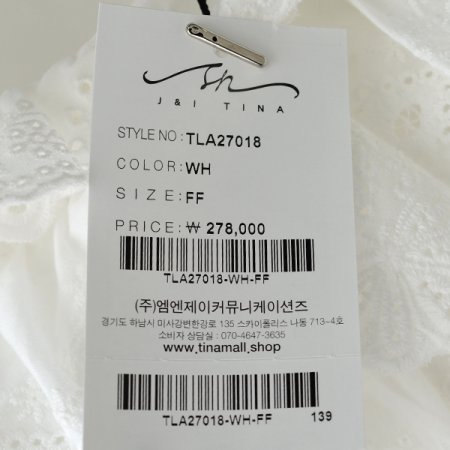 sn
J & I TINA
STYLE NO : TLA27018
COLOR : WH
SIZE : FF
PRICE : ₩ 278,000
TLA27018-WH-FF
(주)엠엔제이커뮤니케이션즈
경기도 하남시 미사강변한강로 135 스카이폴리스 나동 713-4호
소비자 상담실 : 070-4647-3635
www.tinamall.shop
TLA27018-WH-FF 139